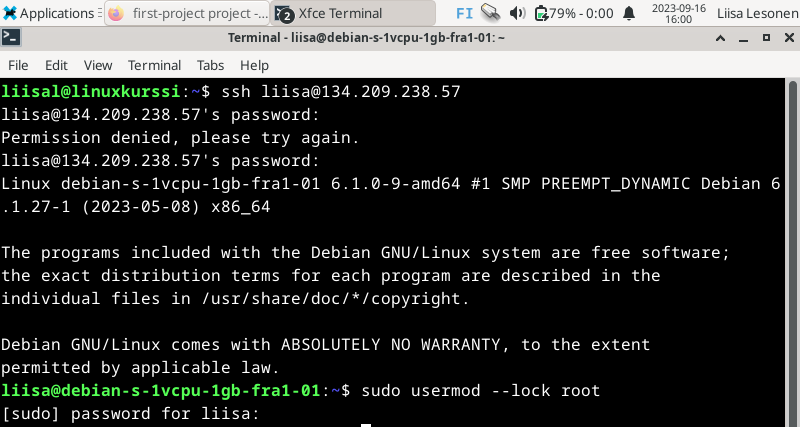 Applications
first-project project -...
2
Xfce Terminal
FI
79% - 0:00
2023-09-16
16:00
Liisa Lesonen
Terminal - liisa@debian-s-1vcpu-1gb-fra1-01: ~
File Edit View Terminal Tabs Help
liisal@linuxkurssi:~$ ssh liisa@134.209.238.57
liisa@134.209.238.57's password:
Permission denied, please try again.
liisa@134.209.238.57's password:
Linux debian-s-1vcpu-1gb-fra1-01 6.1.0-9-amd64 #1 SMP PREEMPT_DYNAMIC Debian 6
.1.27-1 (2023-05-08) x86_64
The programs included with the Debian GNU/Linux system are free software;
the exact distribution terms for each program are described in the
individual files in /usr/share/doc/*/copyright.
Debian GNU/Linux comes with ABSOLUTELY NO WARRANTY, to the extent
permitted by applicable law.
liisa@debian-s-1vcpu-1gb-fra1-01:~$ sudo usermod --lock root
[sudo] password for liisa: